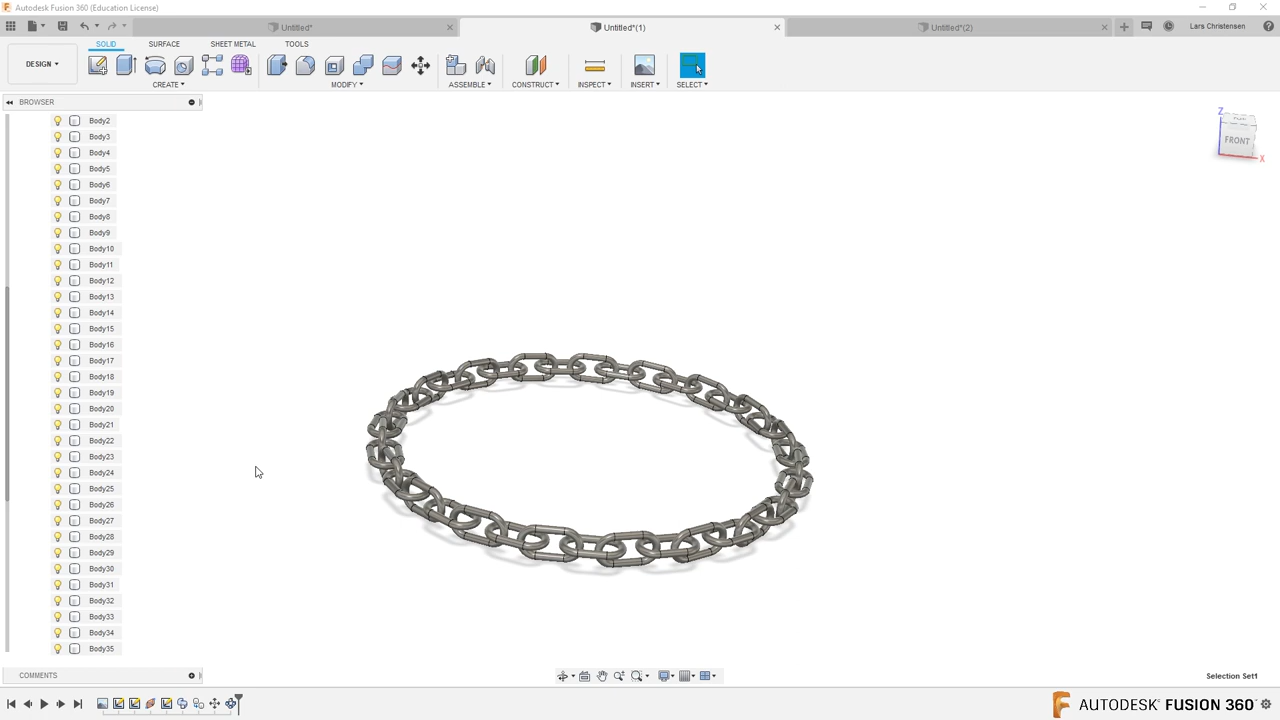 Autodesk Fusion 360 (Education License)
Untitled*
Untitled*(1)
Untitled*(2)
Lars Christensen
DESIGN
SOLID
SURFACE
SHEET METAL
TOOLS
CREATE
MODIFY
ASSEMBLE
CONSTRUCT
INSPECT
INSERT
SELECT
BROWSER
Body2
Body3
Body4
Body5
Body6
Body7
Body8
Body9
Body10
Body11
Body12
Body13
Body14
Body15
Body16
Body17
Body18
Body19
Body20
Body21
Body22
Body23
Body24
Body25
Body26
Body27
Body28
Body29
Body30
Body31
Body32
Body33
Body34
Body35
Z
FRONT
X
COMMENTS
Selection Set1
AUTODESK FUSION 360°